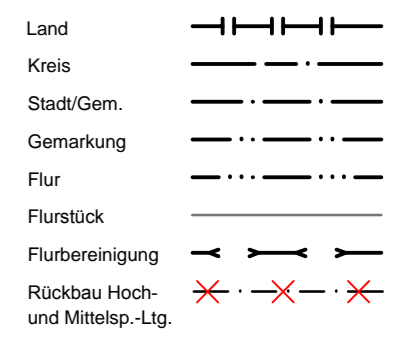 Land
Kreis
Stadt/Gem.
Gemarkung
Flur
Flurstück
Flurbereinigung
Rückbau Hoch-
und Mittelsp.-Ltg.